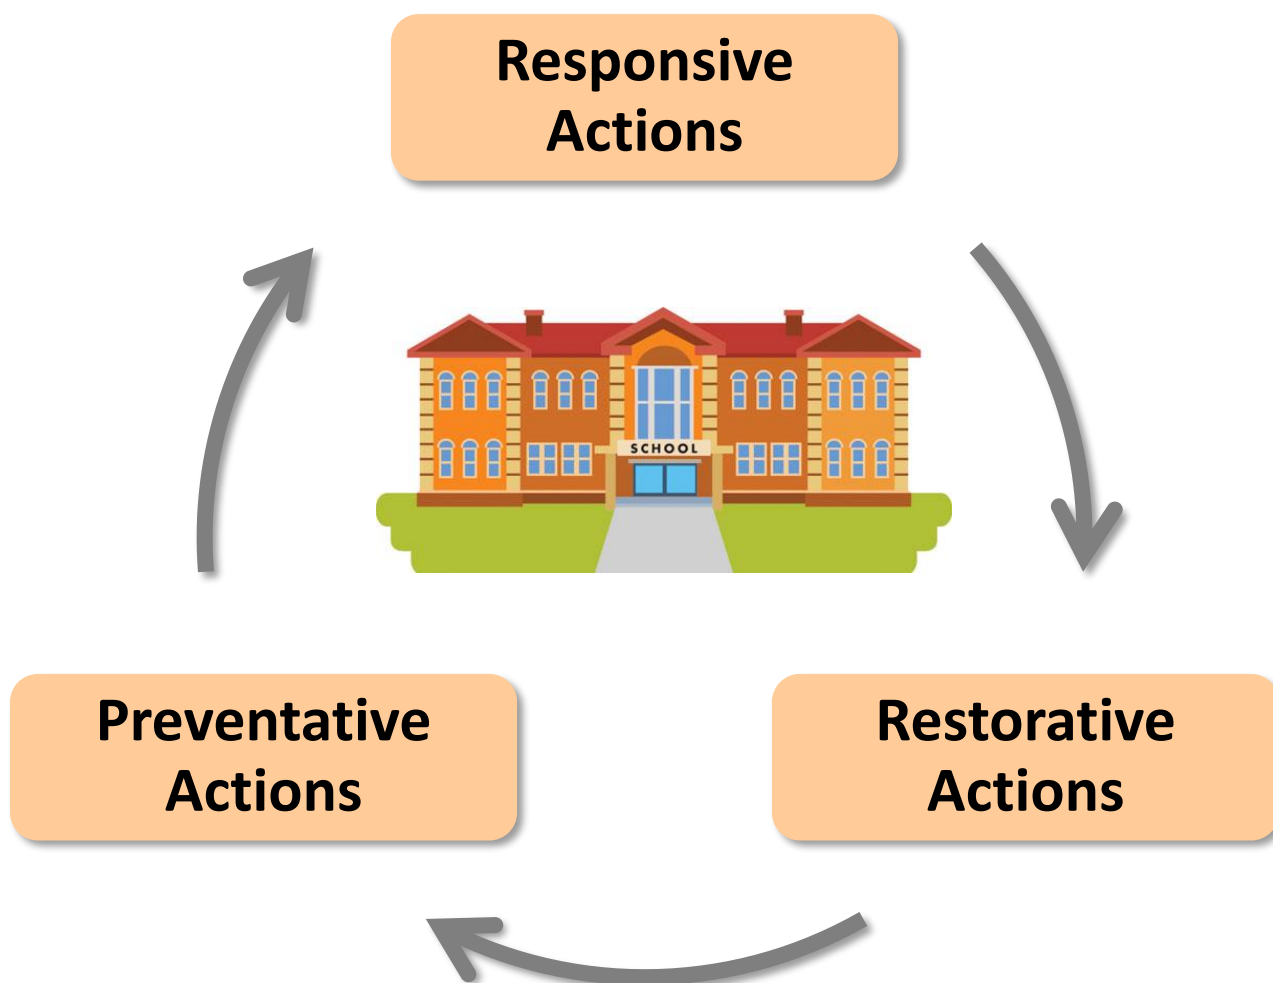 Responsive
Actions
SCHOOL
Preventative
Actions
Restorative
Actions